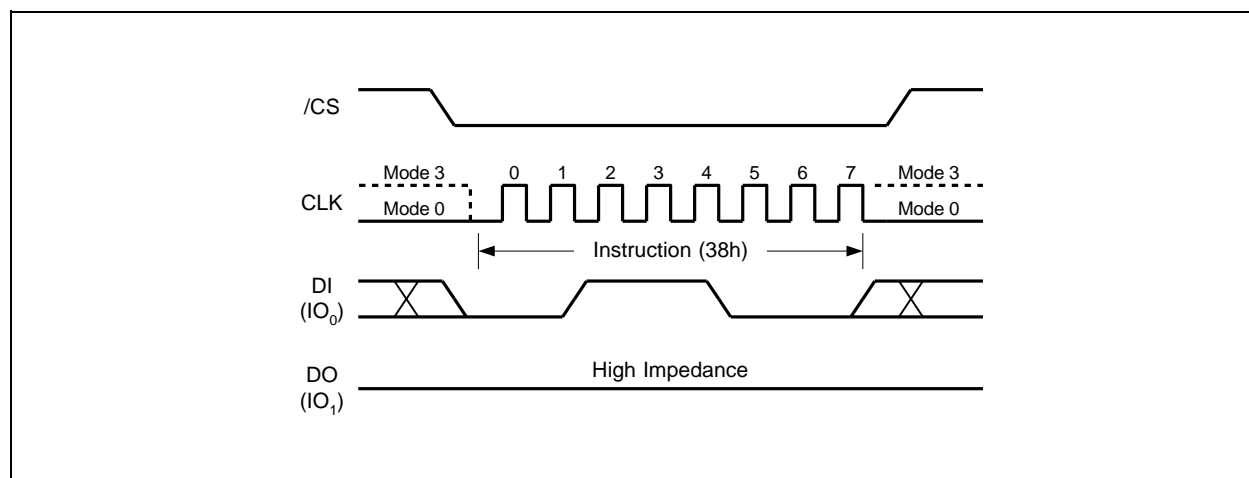 /CS
Mode 3 0 1 2 3 4 5 6 7 Mode 3
CLK
Mode 0 Mode 0
Instruction (38h)
DI
(IO₀)
High Impedance
DO
(IO₁)